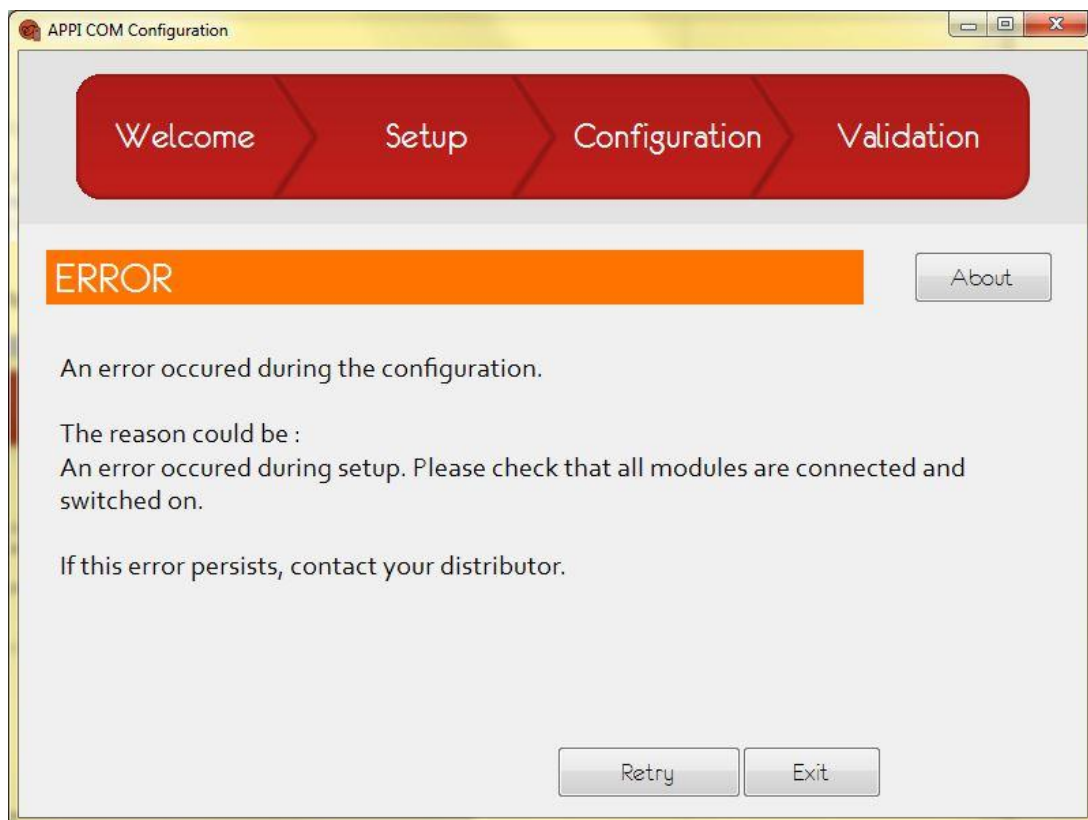 APPI COM Configuration
Welcome
Setup
Configuration
Validation
ERROR
About
An error occured during the configuration.
The reason could be :
An error occured during setup. Please check that all modules are connected and
switched on.
If this error persists, contact your distributor.
Retry
Exit